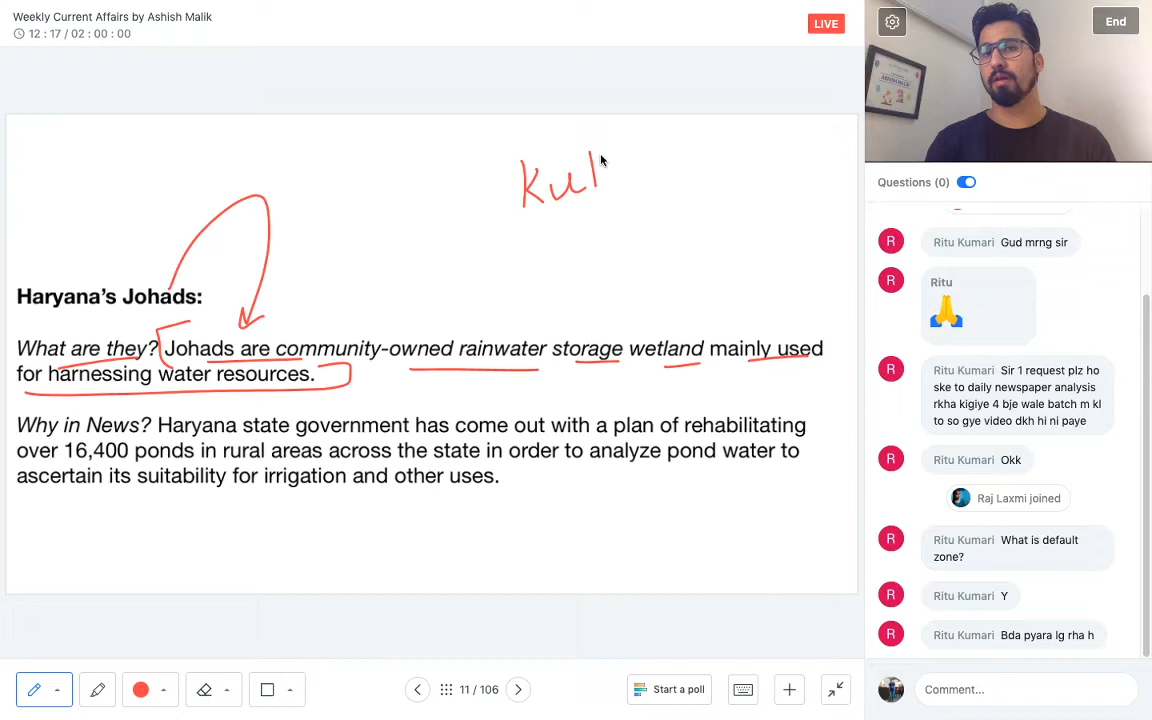 Weekly Current Affairs by Ashish Malik
12 : 17 / 02 : 00 : 00
LIVE
End
Kul
Haryana's Johads:
What are they? Johads are community-owned rainwater storage wetland mainly used
for harnessing water resources.
Why in News? Haryana state government has come out with a plan of rehabilitating
over 16,400 ponds in rural areas across the state in order to analyze pond water to
ascertain its suitability for irrigation and other uses.
Questions (0)
R Ritu Kumari Gud mrng sir
R Ritu
R Ritu Kumari Sir 1 request plz ho
ske to daily newspaper analysis
rkha kigiye 4 bje wale batch m kl
to so gye video dkh hi ni paye
R Ritu Kumari Okk
Raj Laxmi joined
R Ritu Kumari What is default
zone?
R Ritu Kumari Y
R Ritu Kumari Bda pyara lg rha h
11 / 106
Start a poll
Comment...